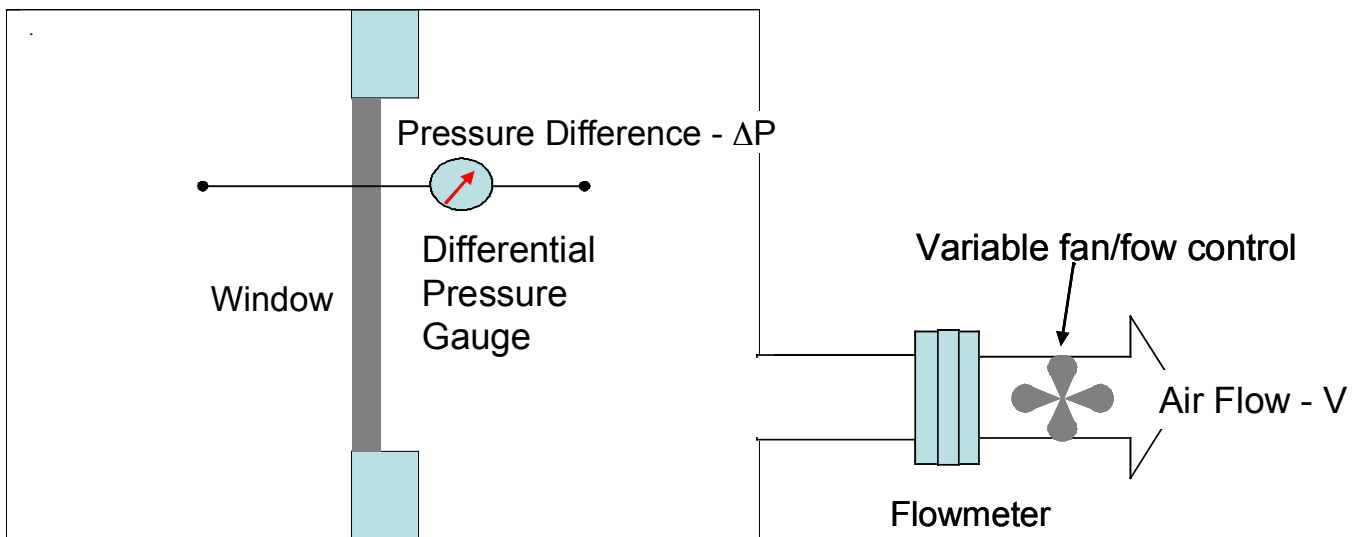 Pressure Difference - ΔP
Differential
Pressure
Gauge
Window
Variable fan/fow control
Air Flow - V
Flowmeter